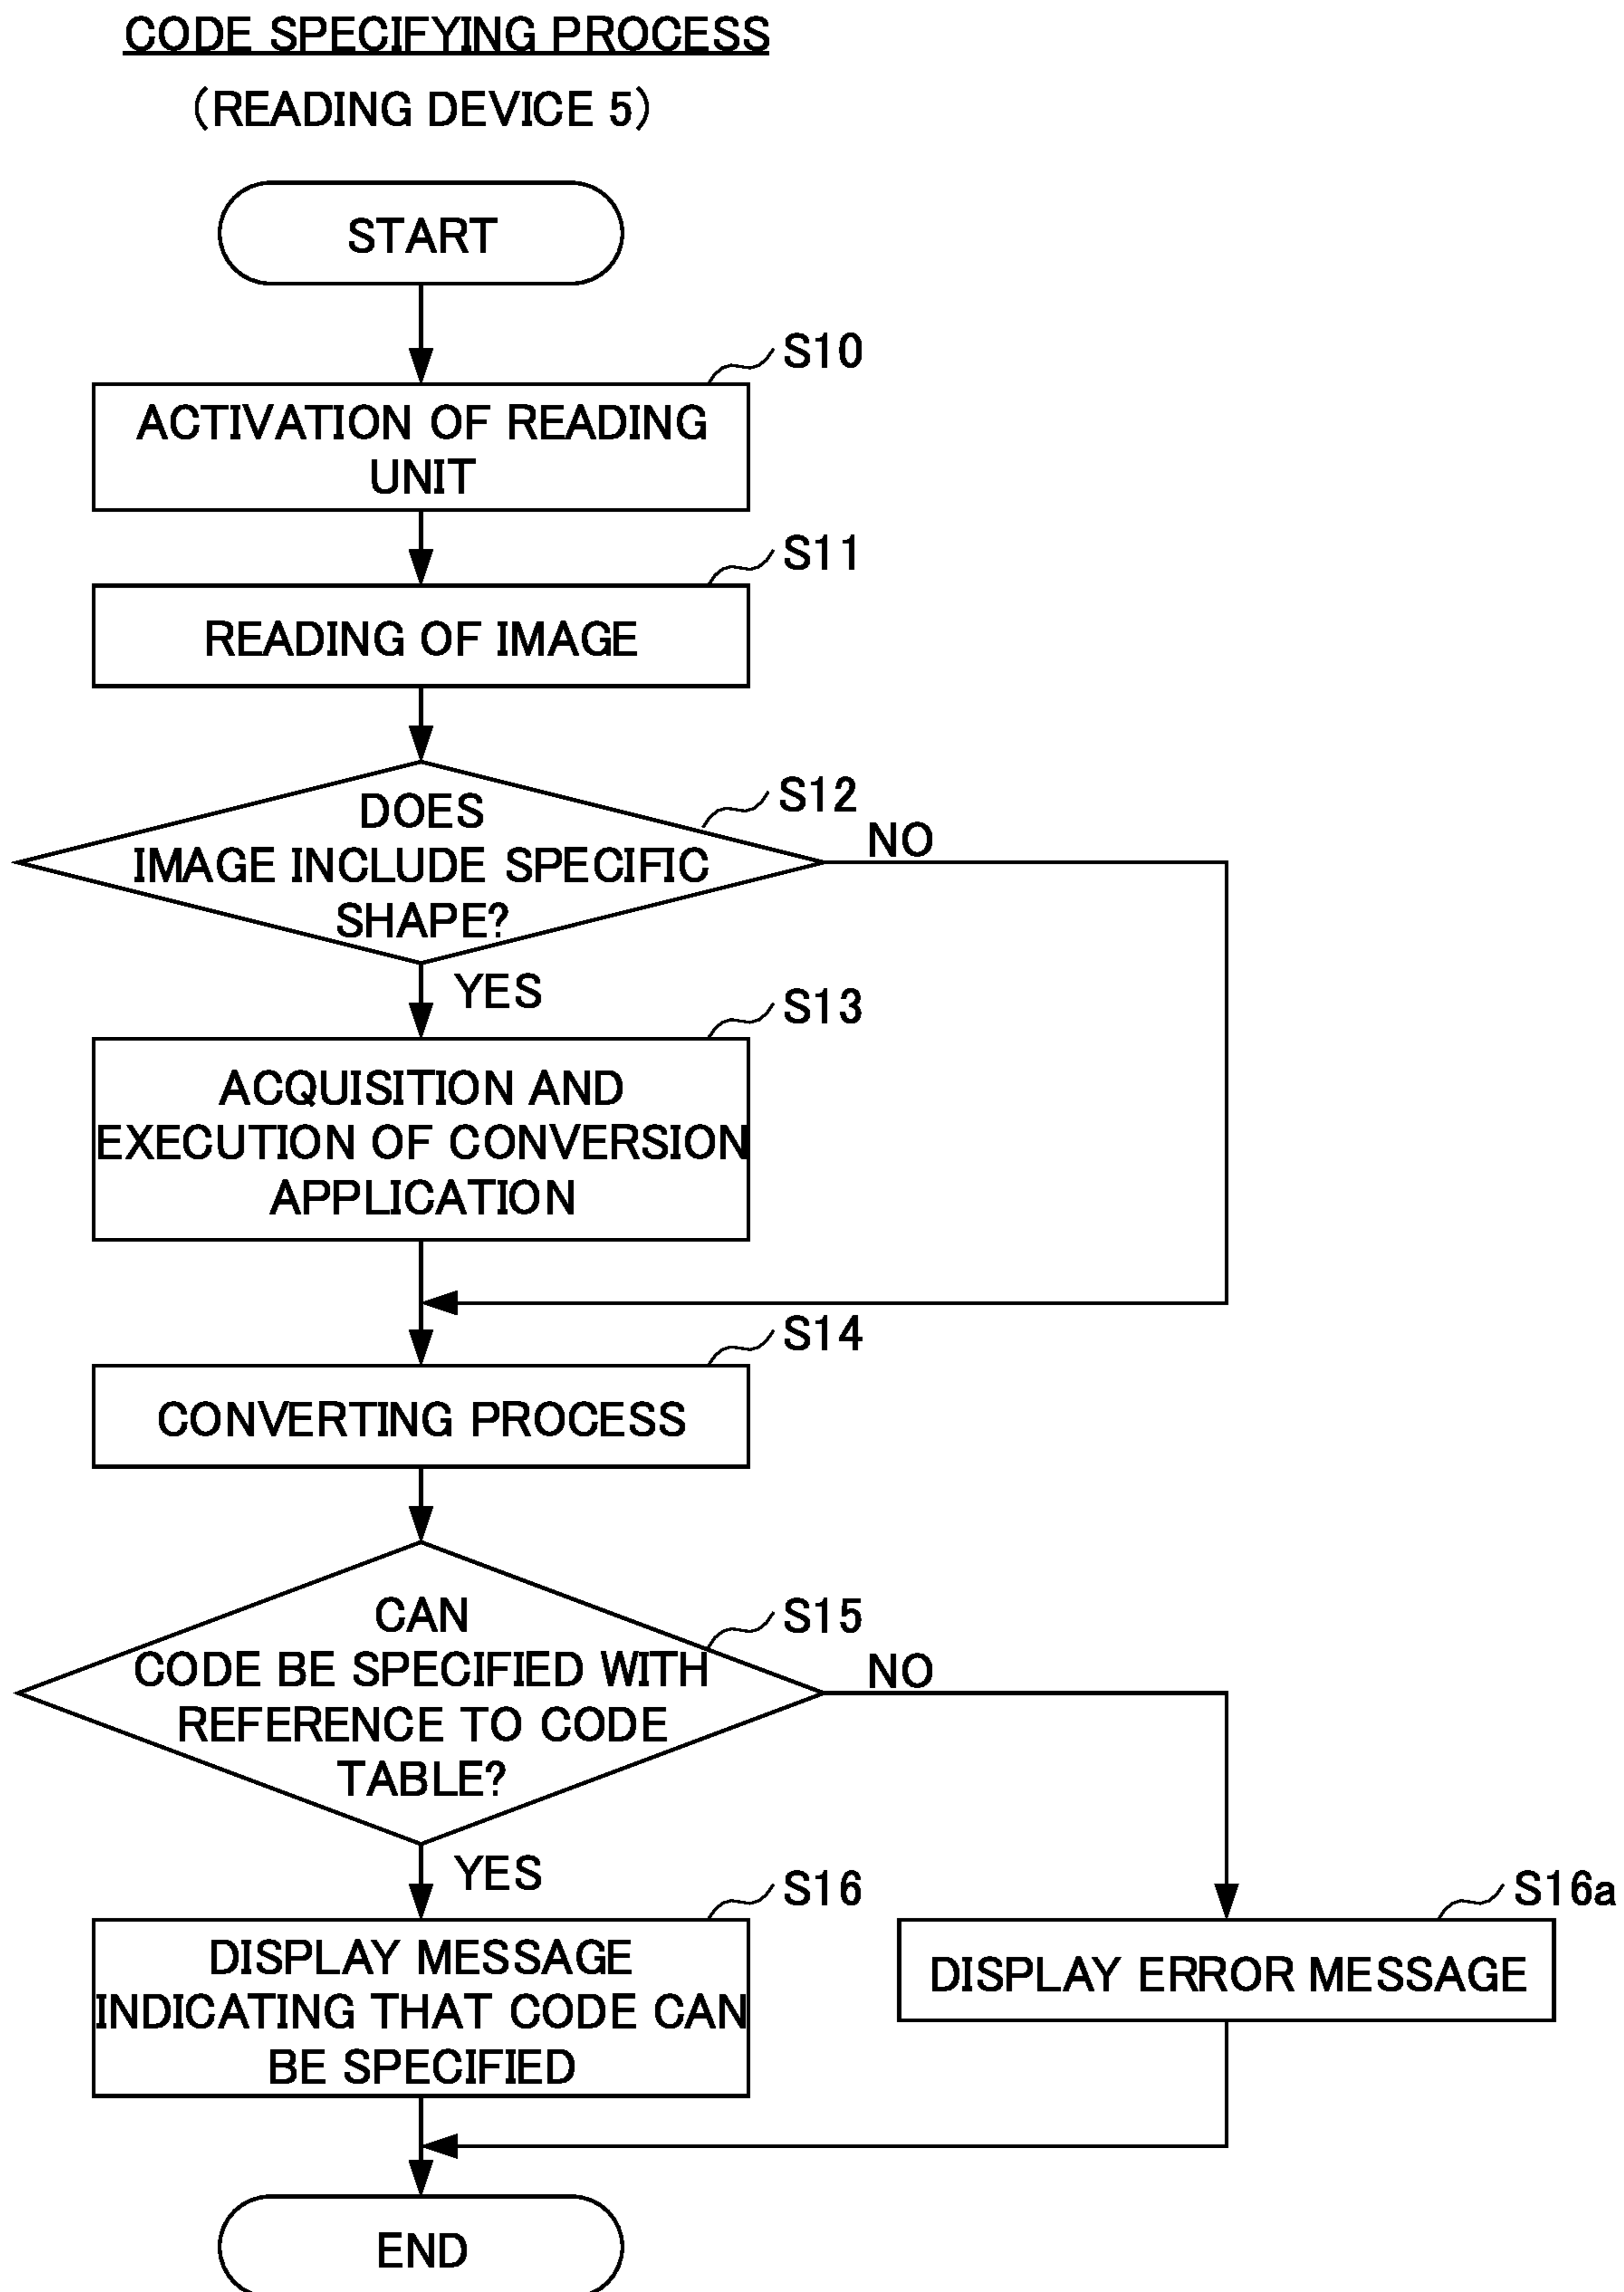 CODE SPECIFYING PROCESS
(READING DEVICE 5)
START
S10
ACTIVATION OF READING
UNIT
S11
READING OF IMAGE
S12
DOES
IMAGE INCLUDE SPECIFIC
SHAPE?
NO
YES
S13
ACQUISITION AND
EXECUTION OF CONVERSION
APPLICATION
S14
CONVERTING PROCESS
S15
CAN
CODE BE SPECIFIED WITH
REFERENCE TO CODE
TABLE?
NO
YES
S16
DISPLAY MESSAGE
INDICATING THAT CODE CAN
BE SPECIFIED
S16a
DISPLAY ERROR MESSAGE
END